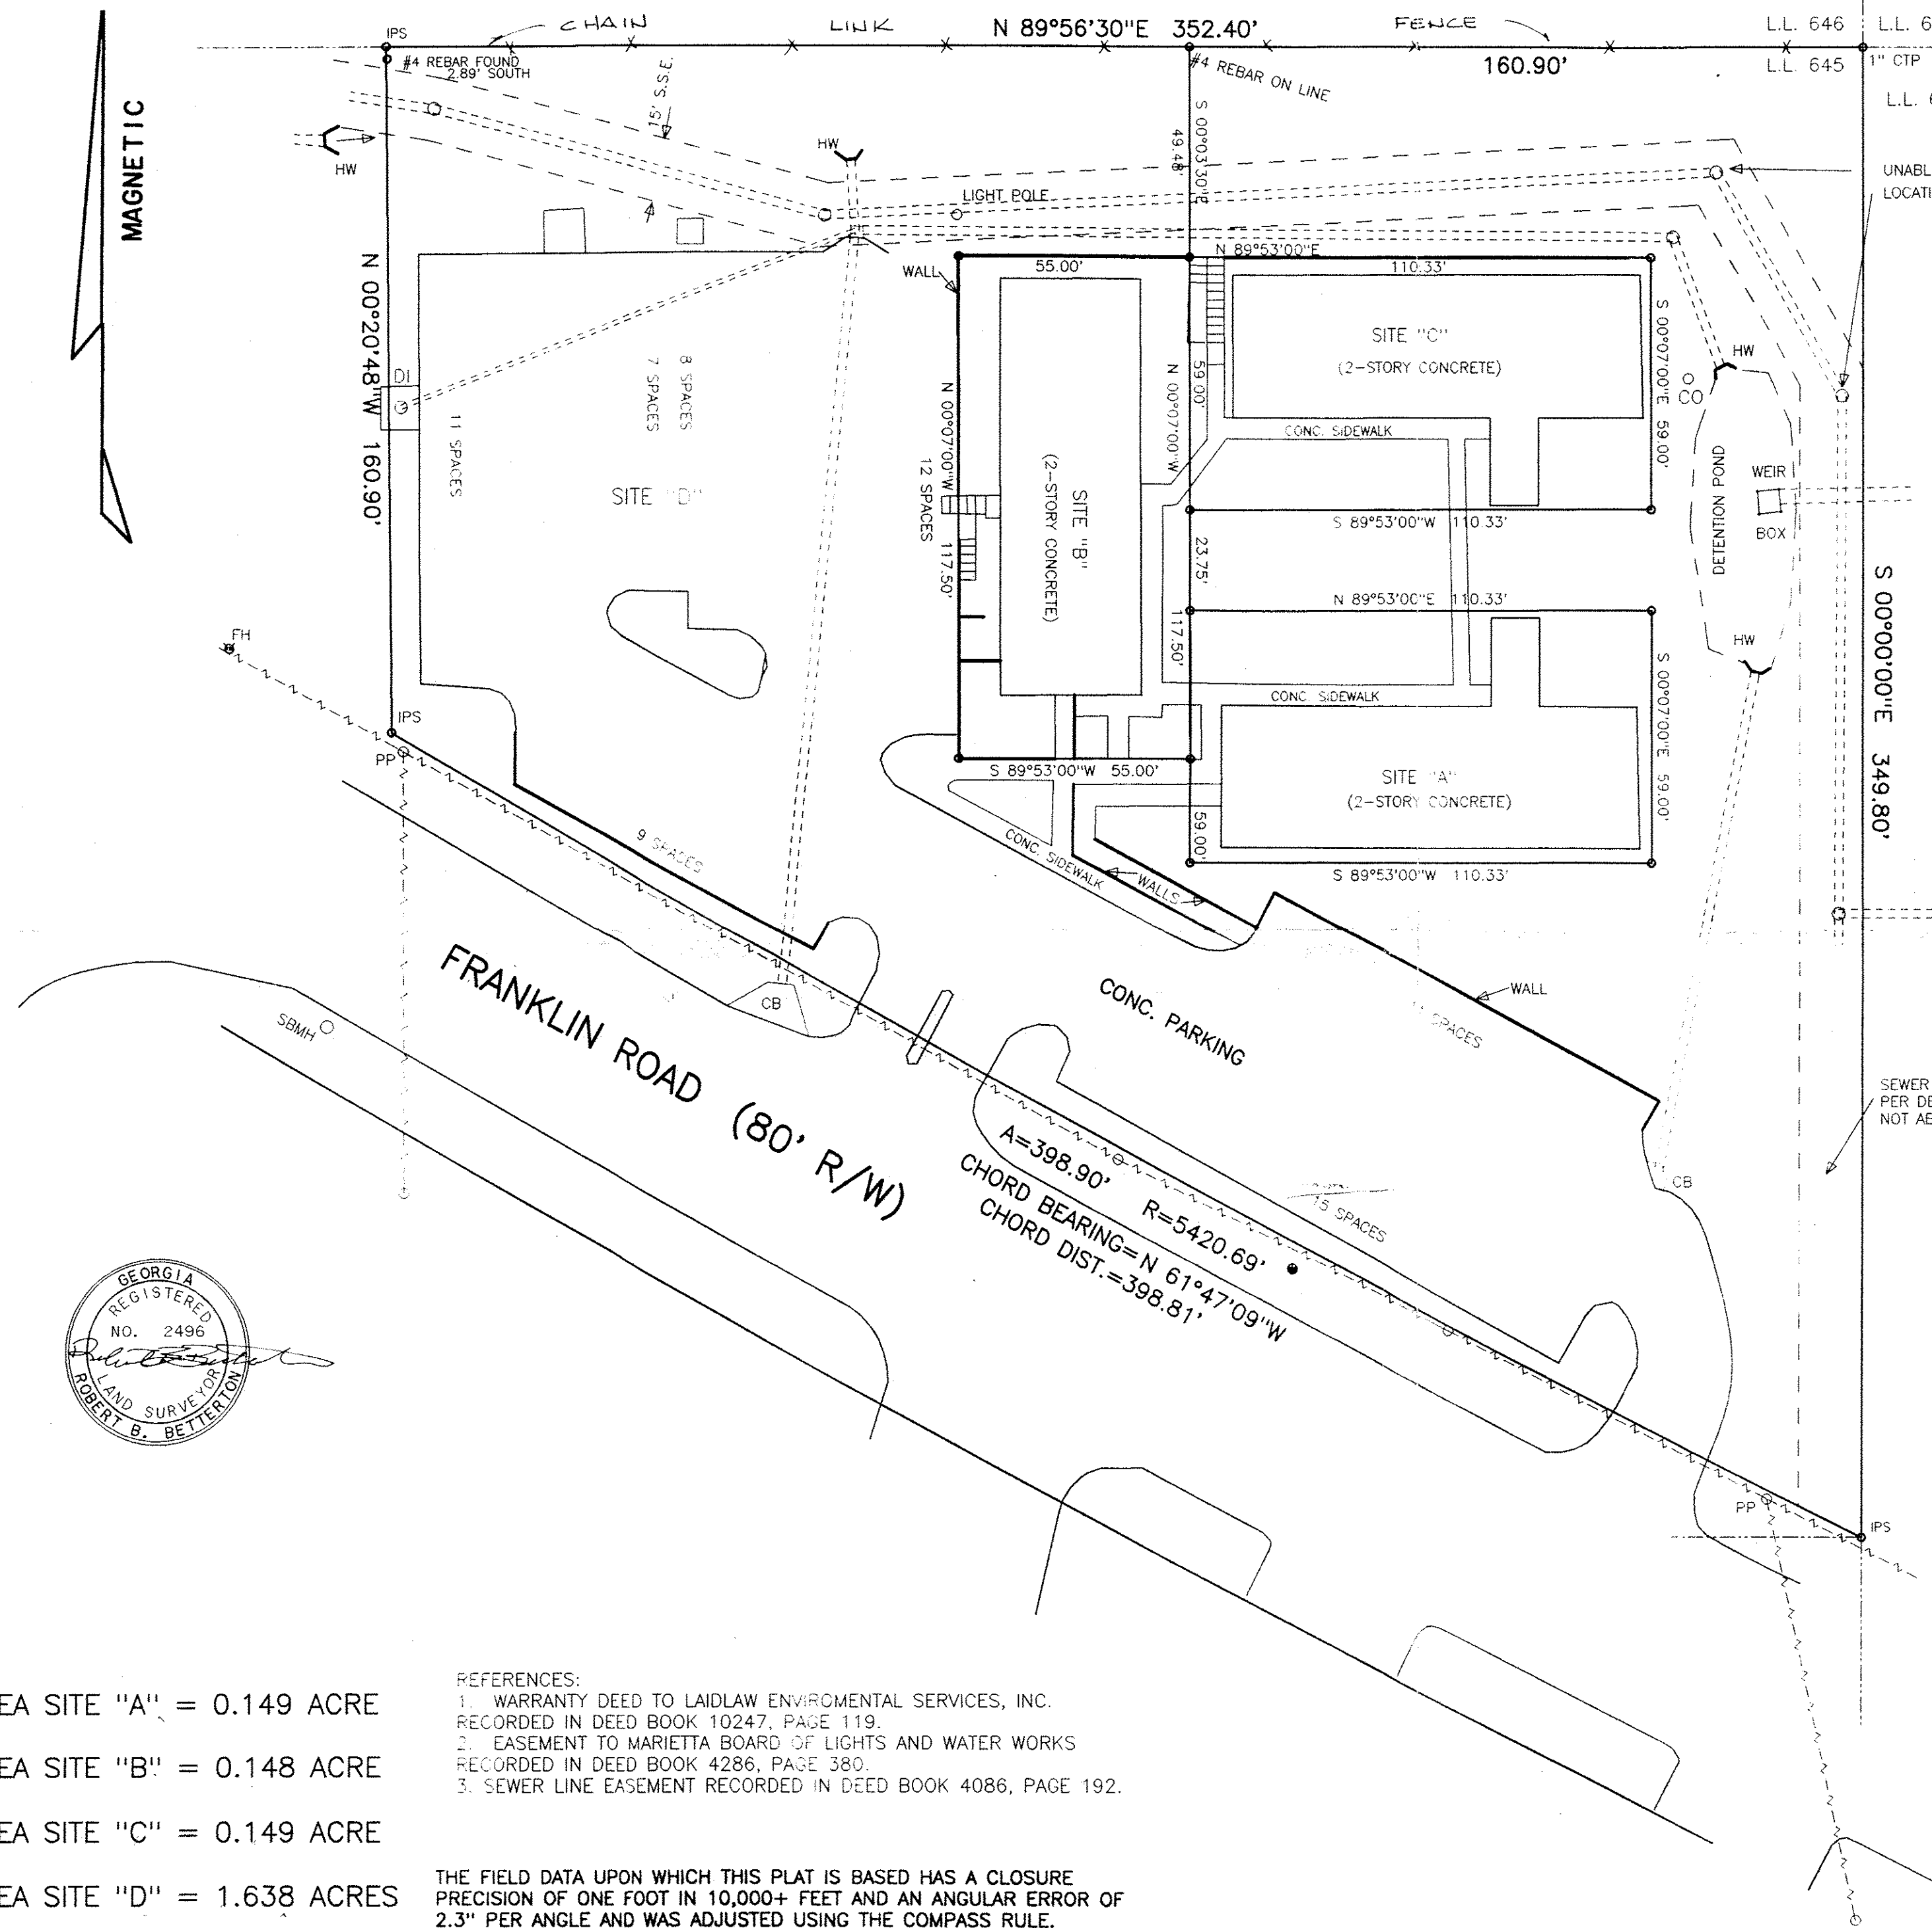 CHAIN LINK FENCE
N 89°56'30"E 352.40'
L.L. 646
L.L. 645
160.90'
1" CTP
IPS
#4 REBAR FOUND
2.89' SOUTH
#4 REBAR ON LINE
MAGNETIC
15' S.S.E.
HW
HW
S 00°03'30"E
49.48'
LIGHT POLE
WALL
55.00'
N 89°53'00"E
110.33'
N 00°20'48"W 160.90'
DI
11 SPACES
8 SPACES
7 SPACES
SITE "D"
N 00°07'00"W 117.50'
12 SPACES
SITE "B"
(2-STORY CONCRETE)
N 00°07'00"W
59.00'
23.75'
117.50'
59.00'
SITE "C"
(2-STORY CONCRETE)
CONC. SIDEWALK
S 00°07'00"E 59.00'
S 89°53'00"W 110.33'
N 89°53'00"E 110.33'
CONC. SIDEWALK
S 00°07'00"E 59.00'
SITE "A"
(2-STORY CONCRETE)
S 89°53'00"W 110.33'
S 89°53'00"W 55.00'
HW
CO
DETENTION POND
WEIR
BOX
HW
S 00°00'00"E 349.80'
FH
IPS
PP
9 SPACES
CONC. SIDEWALK
WALLS
CB
SBMH
FRANKLIN ROAD (80' R/W)
CONC. PARKING
WALL
SPACES
SEWER
NOT
CB
A=398.90' R=5420.69'
CHORD BEARING= N 61°47'09"W
CHORD DIST.=398.81'
15 SPACES
PP
IPS
GEORGIA
REGISTERED
NO. 2496
LAND SURVEYOR
ROBERT B. BETTERTON
SITE "A" = 0.149 ACRE
SITE "B" = 0.148 ACRE
SITE "C" = 0.149 ACRE
SITE "D" = 1.638 ACRES
REFERENCES:
1. WARRANTY DEED TO LAIDLAW ENVIROMENTAL SERVICES, INC.
RECORDED IN DEED BOOK 10247, PAGE 119.
2. EASEMENT TO MARIETTA BOARD OF LIGHTS AND WATER WORKS
RECORDED IN DEED BOOK 4286, PAGE 380.
3. SEWER LINE EASEMENT RECORDED IN DEED BOOK 4086, PAGE 192.
THE FIELD DATA UPON WHICH THIS PLAT IS BASED HAS A CLOSURE
PRECISION OF ONE FOOT IN 10,000+ FEET AND AN ANGULAR ERROR OF
2.3" PER ANGLE AND WAS ADJUSTED USING THE COMPASS RULE.